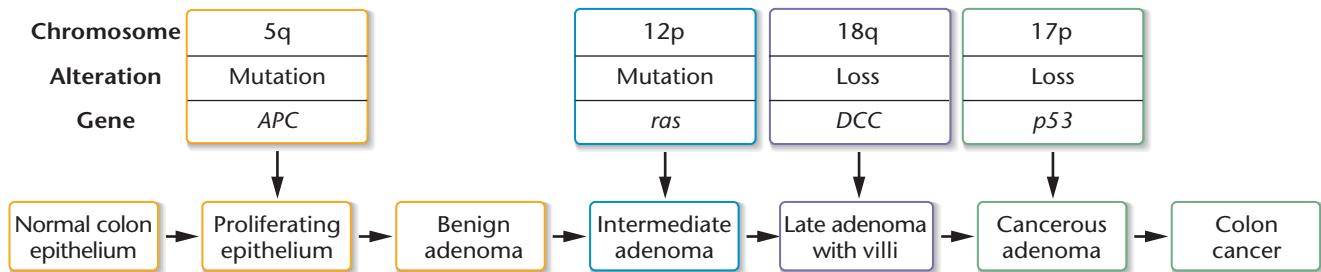 Chromosome 5q 12p 18q 17p
Alteration Mutation Mutation Loss Loss
Gene APC ras DCC p53
Normal colon Proliferating Benign Intermediate Late adenoma Cancerous Colon
epithelium epithelium adenoma adenoma with villi adenoma cancer